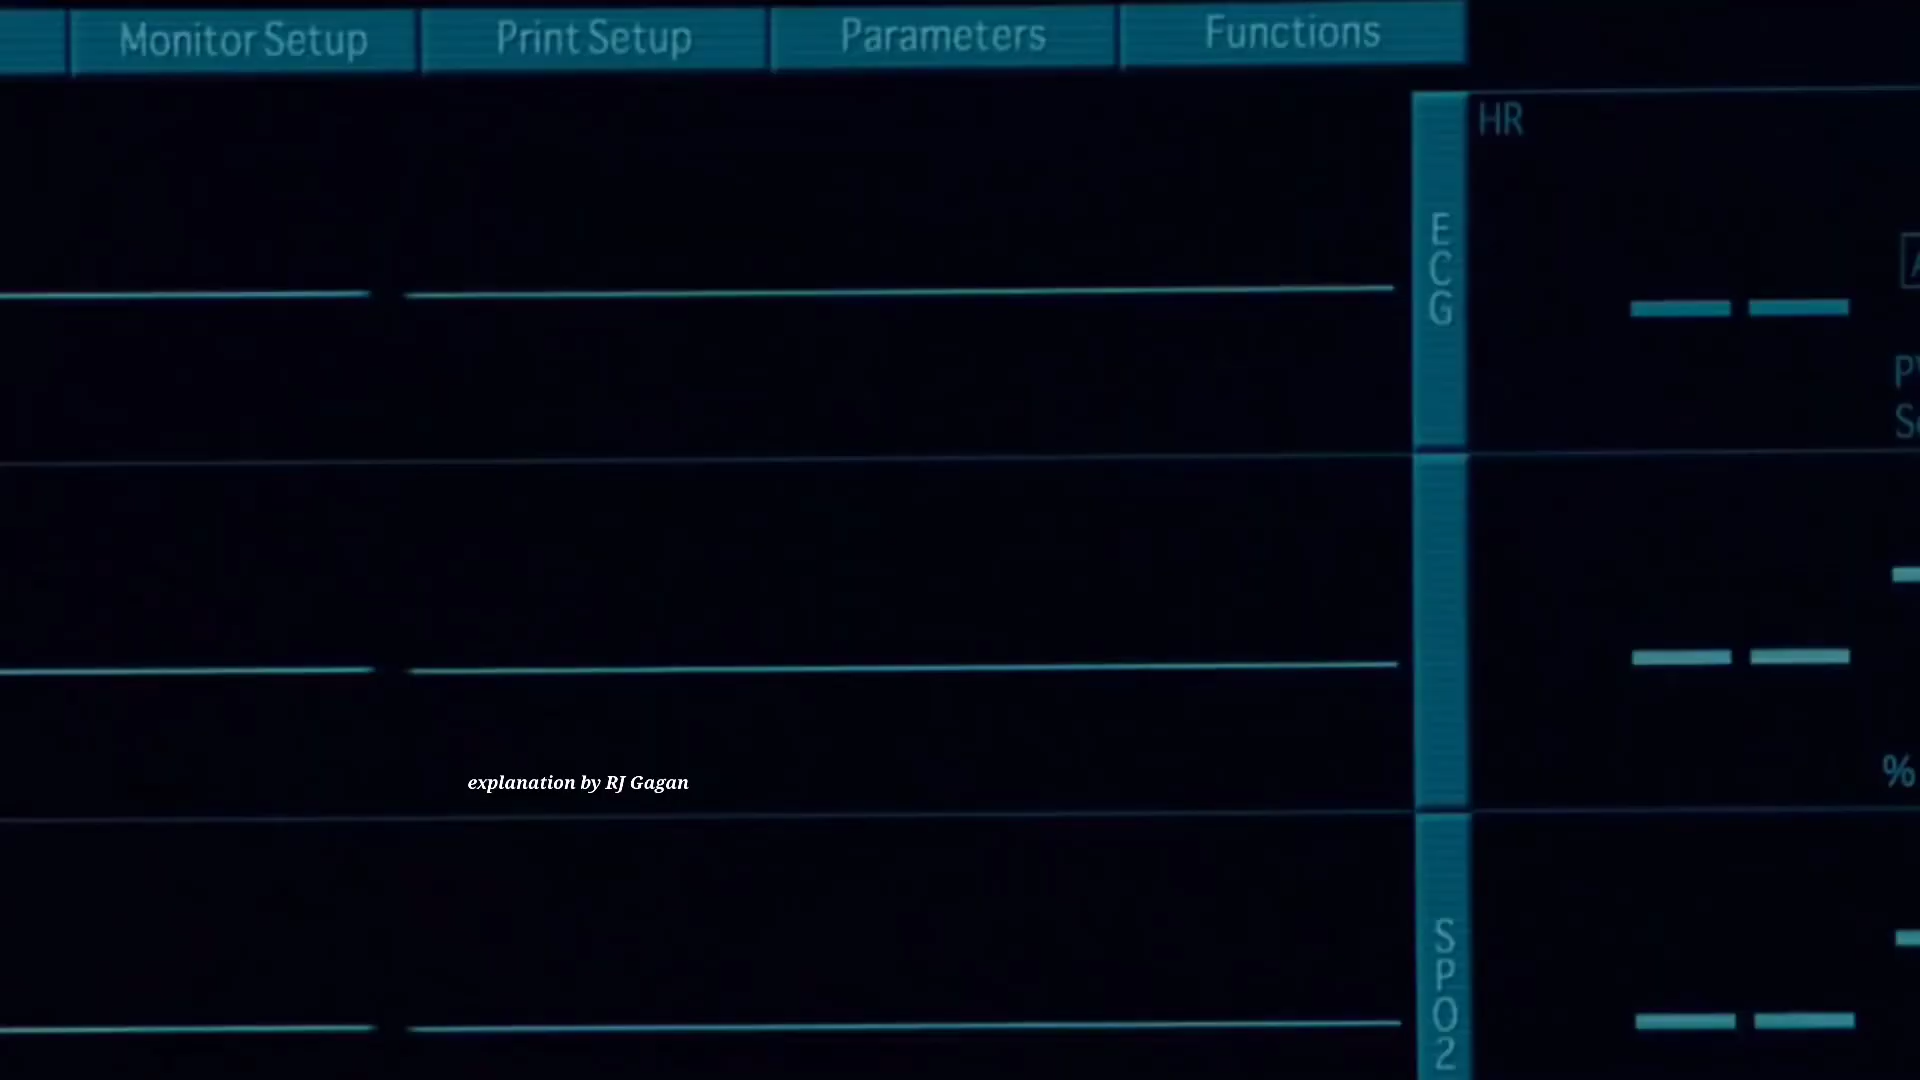 Monitor Setup
Print Setup
Parameters
Functions
HR
ECG
%
explanation by RJ Gagan
SPO2